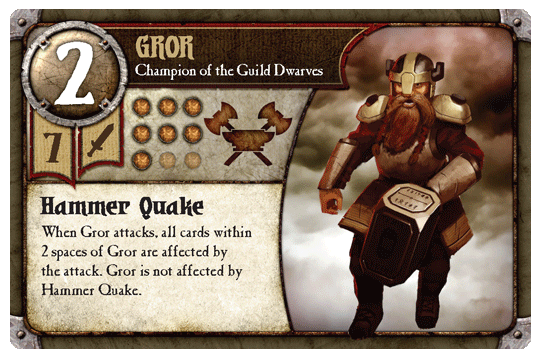 2
GROR
Champion of the Guild Dwarves
7
Hammer Quake
When Gror attacks, all cards within
2 spaces of Gror are affected by
the attack. Gror is not affected by
Hammer Quake.